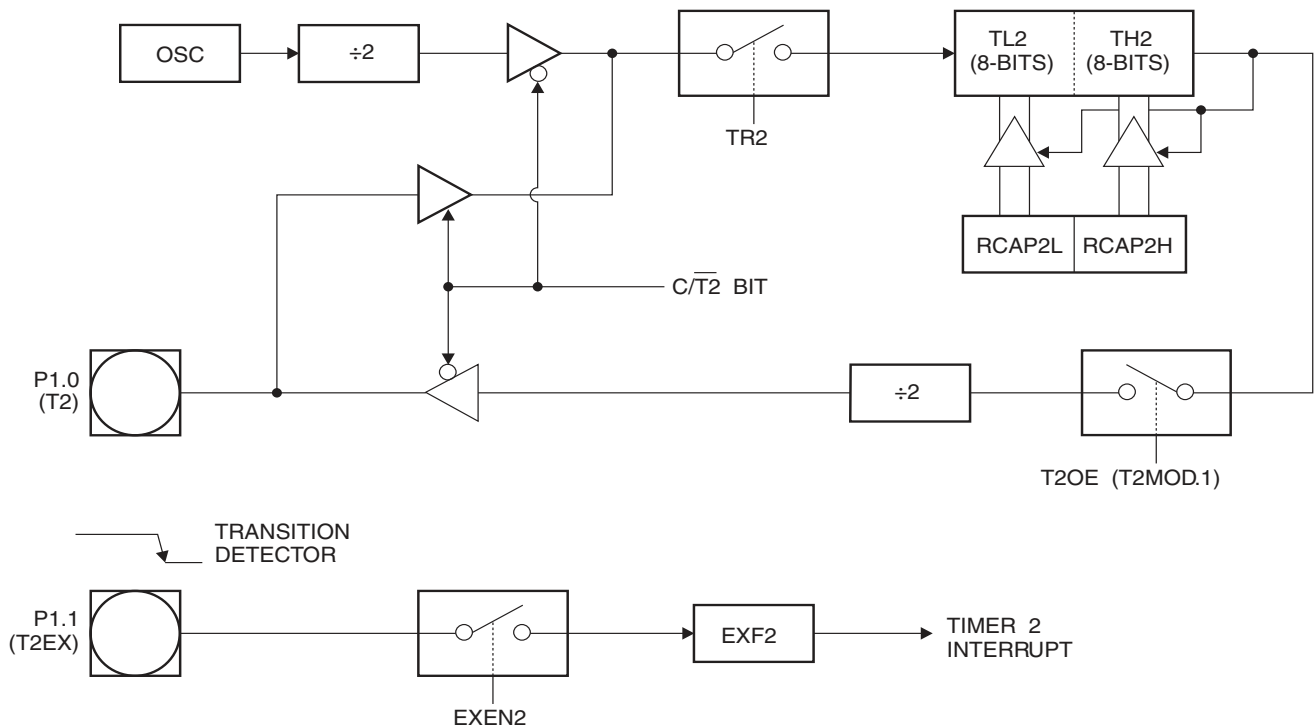 OSC
÷2
TR2
TL2
(8-BITS)
TH2
(8-BITS)
RCAP2L
RCAP2H
C/T2 BIT
P1.0
(T2)
÷2
T2OE (T2MOD.1)
TRANSITION
DETECTOR
P1.1
(T2EX)
EXEN2
EXF2
TIMER 2
INTERRUPT